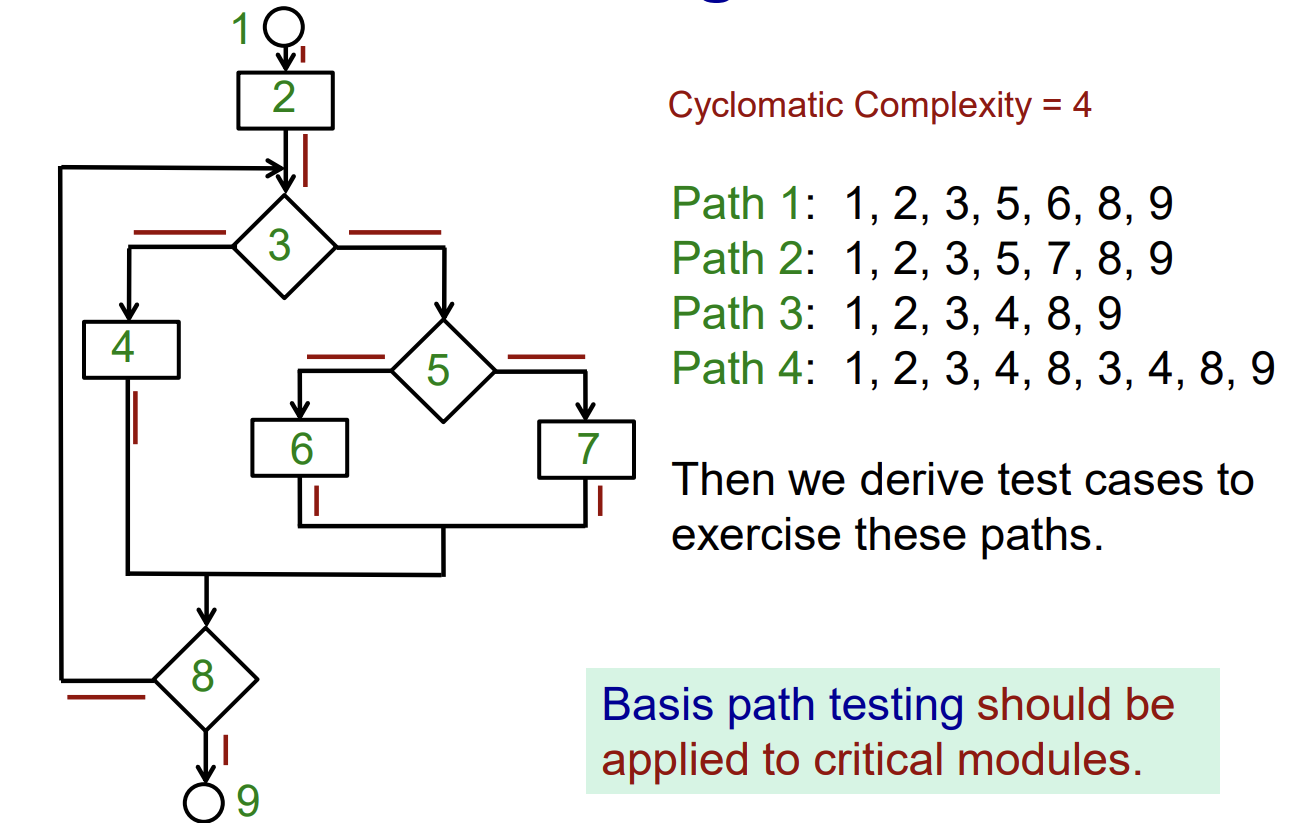 1
2
Cyclomatic Complexity = 4
Path 1: 1, 2, 3, 5, 6, 8, 9
3
Path 2: 1, 2, 3, 5, 7, 8, 9
Path 3: 1, 2, 3, 4, 8, 9
4
5
Path 4: 1, 2, 3, 4, 8, 3, 4, 8, 9
6
7
Then we derive test cases to
exercise these paths.
8
Basis path testing should be
applied to critical modules.
9